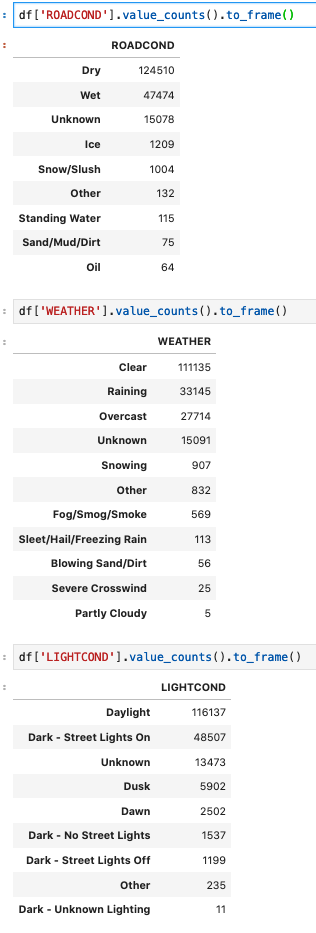 df['ROADCOND'].value_counts().to_frame()
ROADCOND
Dry 124510
Wet 47474
Unknown 15078
Ice 1209
Snow/Slush 1004
Other 132
Standing Water 115
Sand/Mud/Dirt 75
Oil 64
df['WEATHER'].value_counts().to_frame()
WEATHER
Clear 111135
Raining 33145
Overcast 27714
Unknown 15091
Snowing 907
Other 832
Fog/Smog/Smoke 569
Sleet/Hail/Freezing Rain 113
Blowing Sand/Dirt 56
Severe Crosswind 25
Partly Cloudy 5
df['LIGHTCOND'].value_counts().to_frame()
LIGHTCOND
Daylight 116137
Dark - Street Lights On 48507
Unknown 13473
Dusk 5902
Dawn 2502
Dark - No Street Lights 1537
Dark - Street Lights Off 1199
Other 235
Dark - Unknown Lighting 11